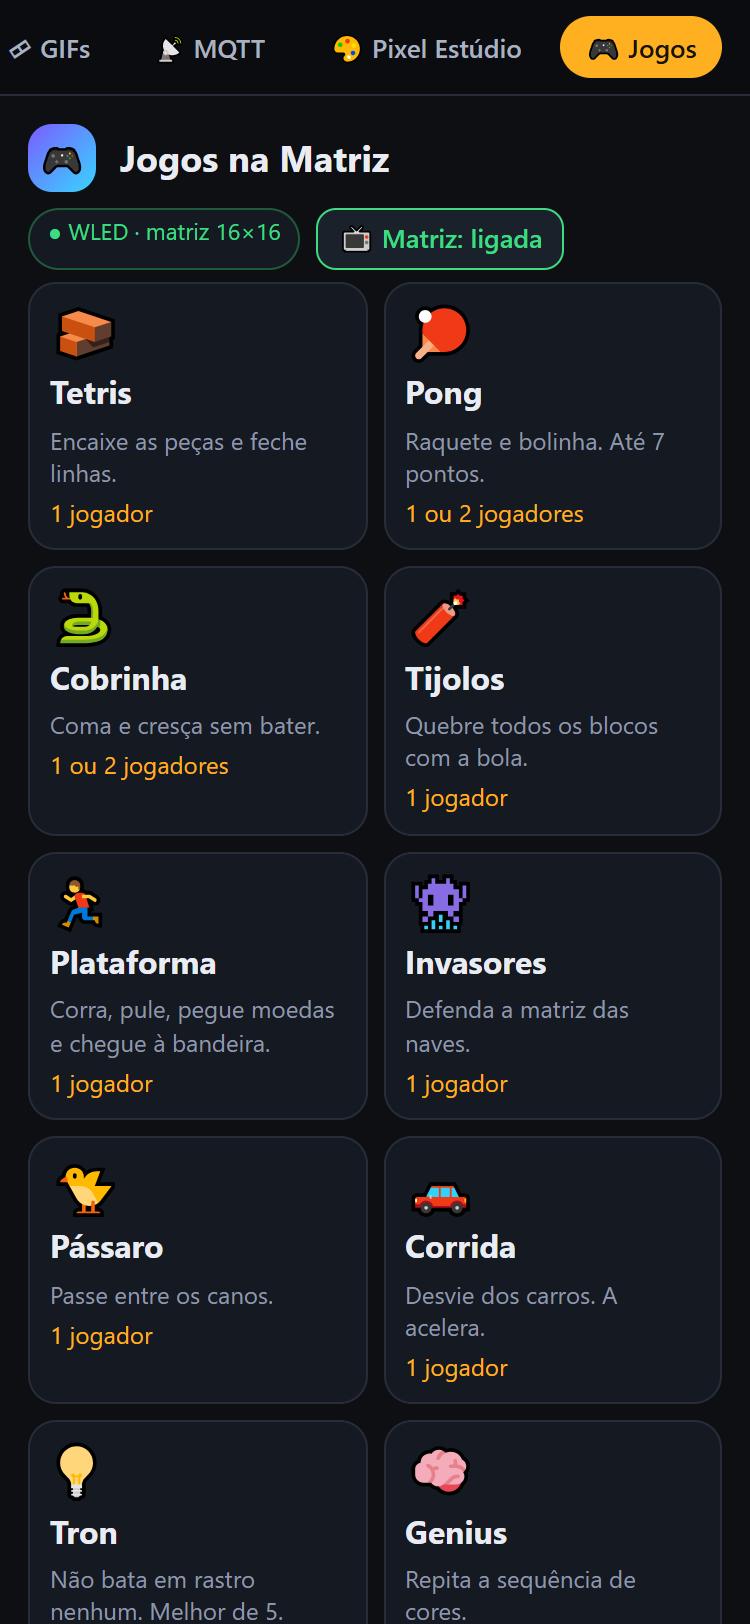 GIFs
MQTT
Pixel Estúdio
Jogos
Jogos na Matriz
WLED · matriz 16×16
Matriz: ligada
Tetris
Encaixe as peças e feche
linhas.
1 jogador
Pong
Raquete e bolinha. Até 7
pontos.
1 ou 2 jogadores
Cobrinha
Coma e cresça sem bater.
1 ou 2 jogadores
Tijolos
Quebre todos os blocos
com a bola.
1 jogador
Plataforma
Corra, pule, pegue moedas
e chegue à bandeira.
1 jogador
Invasores
Defenda a matriz das
naves.
1 jogador
Pássaro
Passe entre os canos.
1 jogador
Corrida
Desvie dos carros. A
acelera.
1 jogador
Tron
Não bata em rastro
nenhum. Melhor de 5.
Genius
Repita a sequência de
cores.